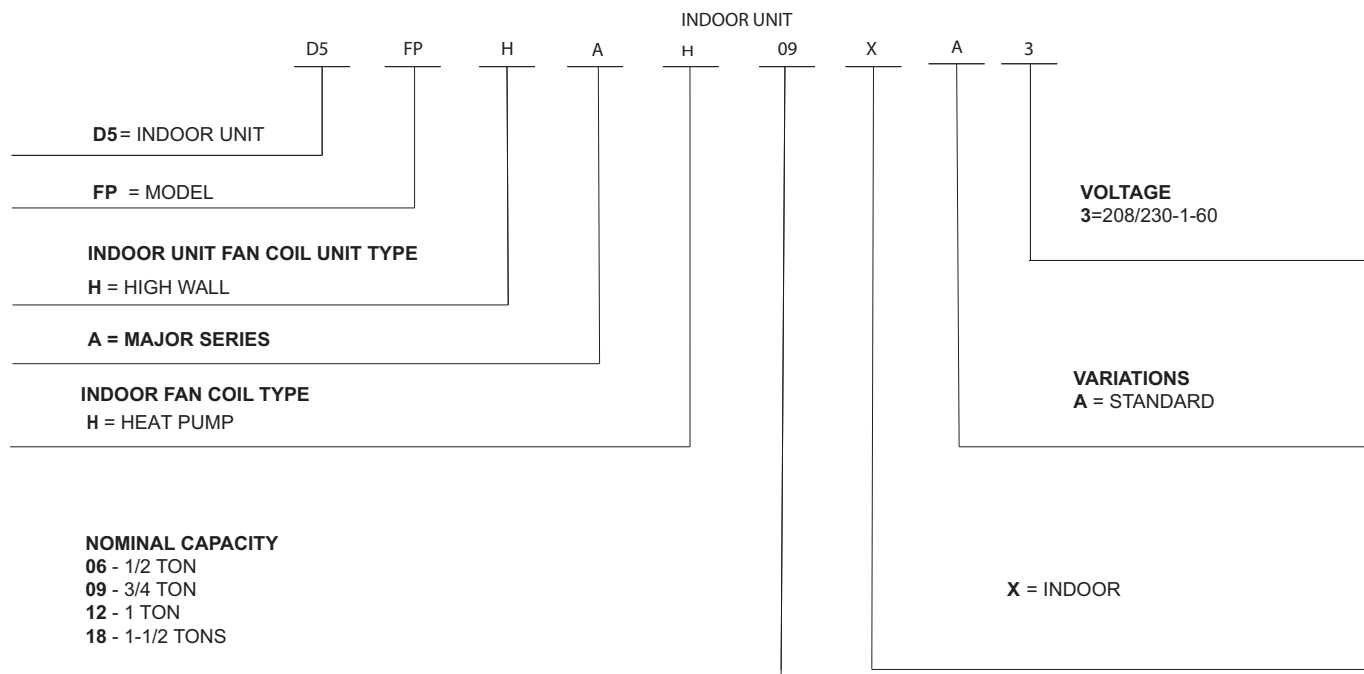 INDOOR UNIT
D5 FP H A H 09 X A 3
D5 = INDOOR UNIT
FP = MODEL
INDOOR UNIT FAN COIL UNIT TYPE
H = HIGH WALL
A = MAJOR SERIES
INDOOR FAN COIL TYPE
H = HEAT PUMP
NOMINAL CAPACITY
06 - 1/2 TON
09 - 3/4 TON
12 - 1 TON
18 - 1-1/2 TONS
VOLTAGE
3=208/230-1-60
VARIATIONS
A = STANDARD
X = INDOOR